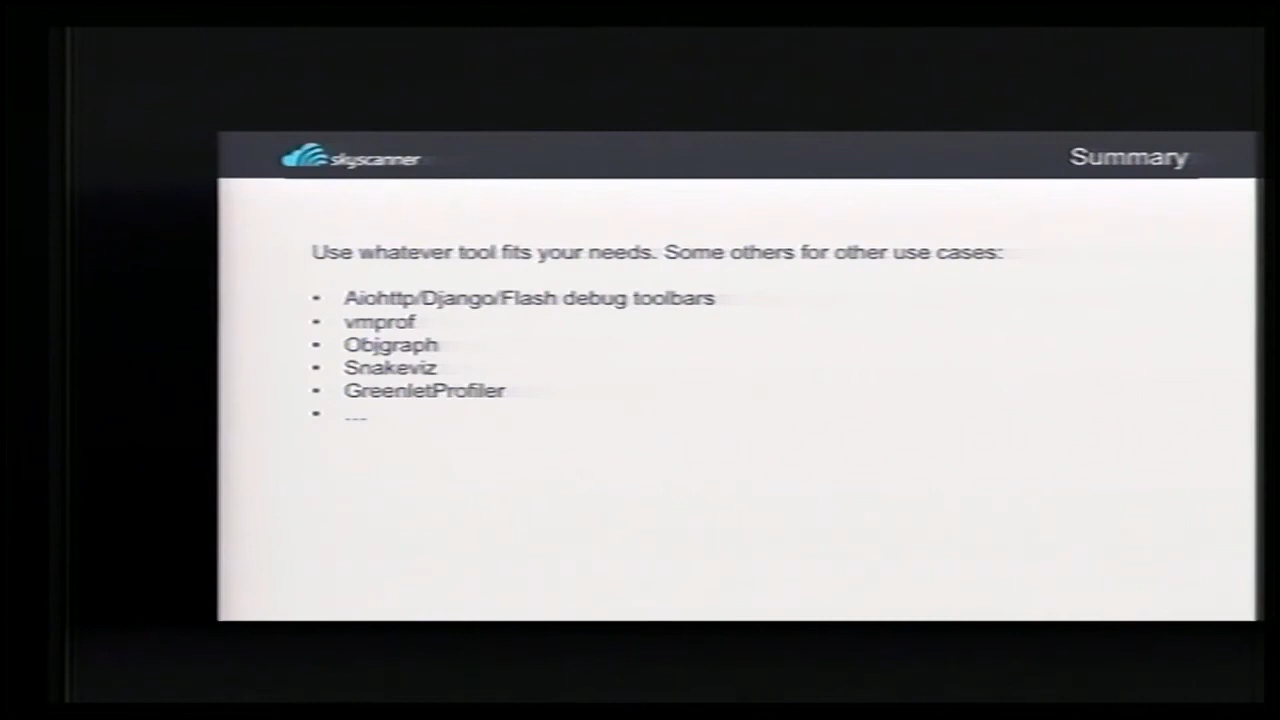 skyscanner
Summary
Use whatever tool fits your needs. Some others for other use cases:
• Aiohttp/Django/Flash debug toolbars
• vmprof
• Objgraph
• Snakeviz
• GreenletProfiler
• ...